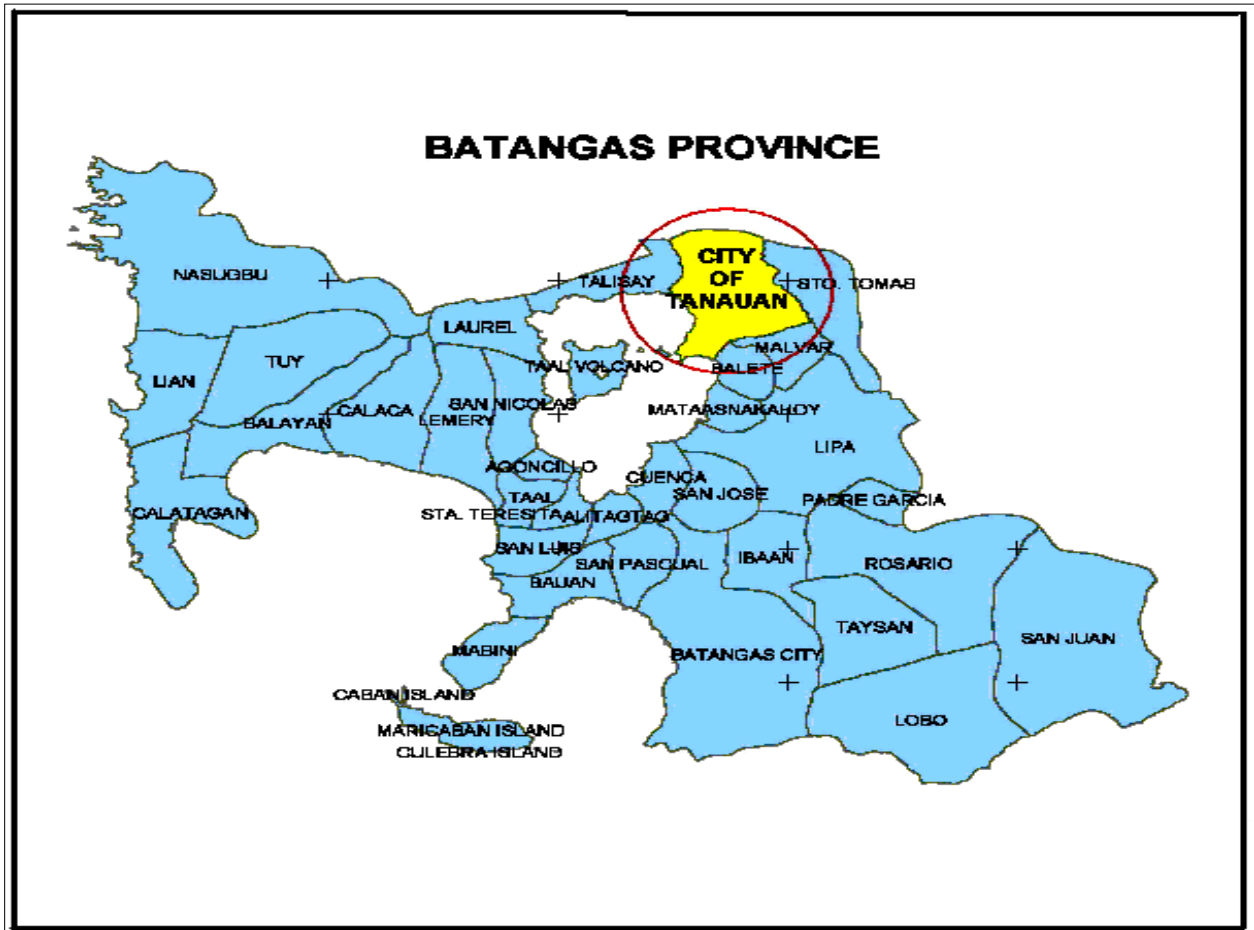 BATANGAS PROVINCE
CITY
OF
TANAUAN
NASUGBU
TALISAY
STO. TOMAS
LAUREL
MALVAR
TUY
TAAL VOLCANO
BALETE
LIAN
SAN NICOLAS
CALACA
LEMERY
BALAYAN
MATAASNAKAHOY
LIPA
AGONCILLO
CUENCA
SAN JOSE
TAAL
PADRE GARCIA
CALATAGAN
STA. TERESITA
ALITAGTAG
SAN LUIS
SAN PASCUAL
IBAAN
ROSARIO
BAUAN
TAYSAN
SAN JUAN
MABINI
BATANGAS CITY
CABAN ISLAND
LOBO
MARICABAN ISLAND
CULEBRA ISLAND